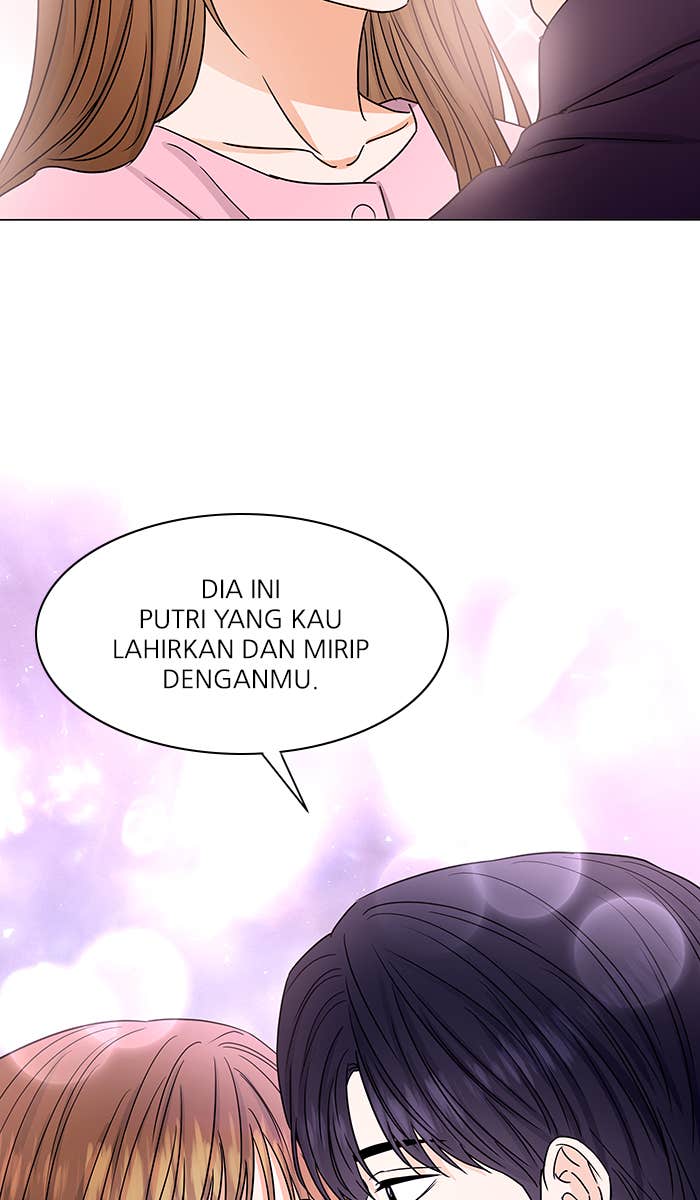 DIA INI
PUTRI YANG KAU
LAHIRKAN DAN MIRIP
DENGANMU.